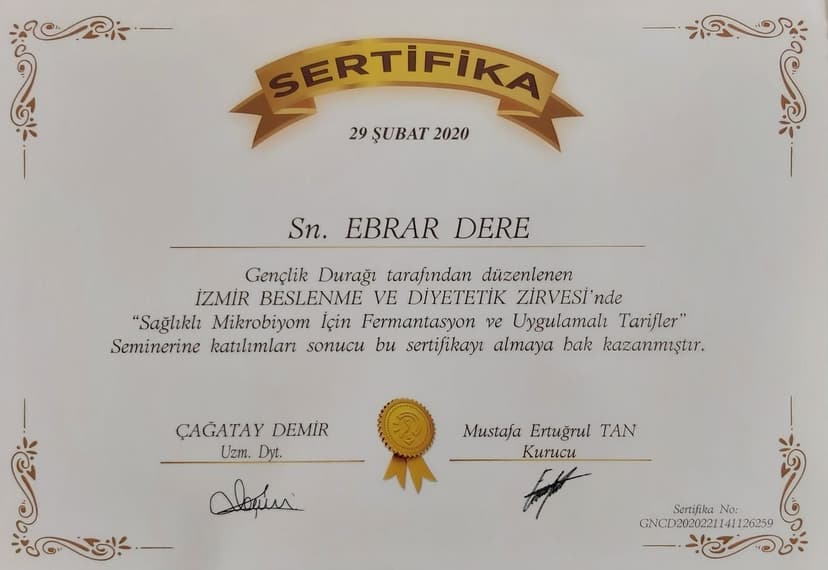 SERTİFİKA
29 ŞUBAT 2020
Sn. EBRAR DERE
Gençlik Durağı tarafından düzenlenen
İZMİR BESLENME VE DİYETETİK ZİRVESİ'nde
“Sağlıklı Mikrobiyom İçin Fermantasyon ve Uygulamalı Tarifler”
Seminerine katılımları sonucu bu sertifikayı almaya hak kazanmıştır.
ÇAĞATAY DEMİR
Uzm. Dyt.
Mustafa Ertuğrul TAN
Kurucu
Sertifika No:
GNCD2020221141126259